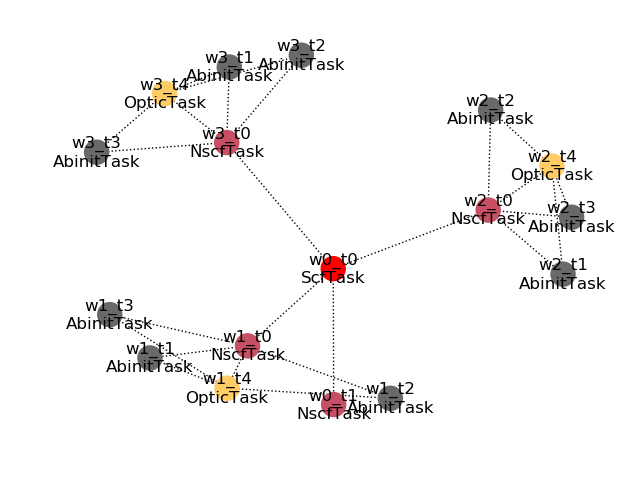 w3_t2
AbinitTask
w3_t1
AbinitTask
w3_t4
OpticTask
w3_t0
NscfTask
w3_t3
AbinitTask
w2_t2
AbinitTask
w2_t4
OpticTask
w2_t0
NscfTask
w2_t3
AbinitTask
w2_t1
AbinitTask
w0_t0
ScfTask
w1_t3
AbinitTask
w1_t0
NscfTask
w1_t1
AbinitTask
w1_t4
OpticTask
w0_t1
NscfTask
w1_t2
AbinitTask